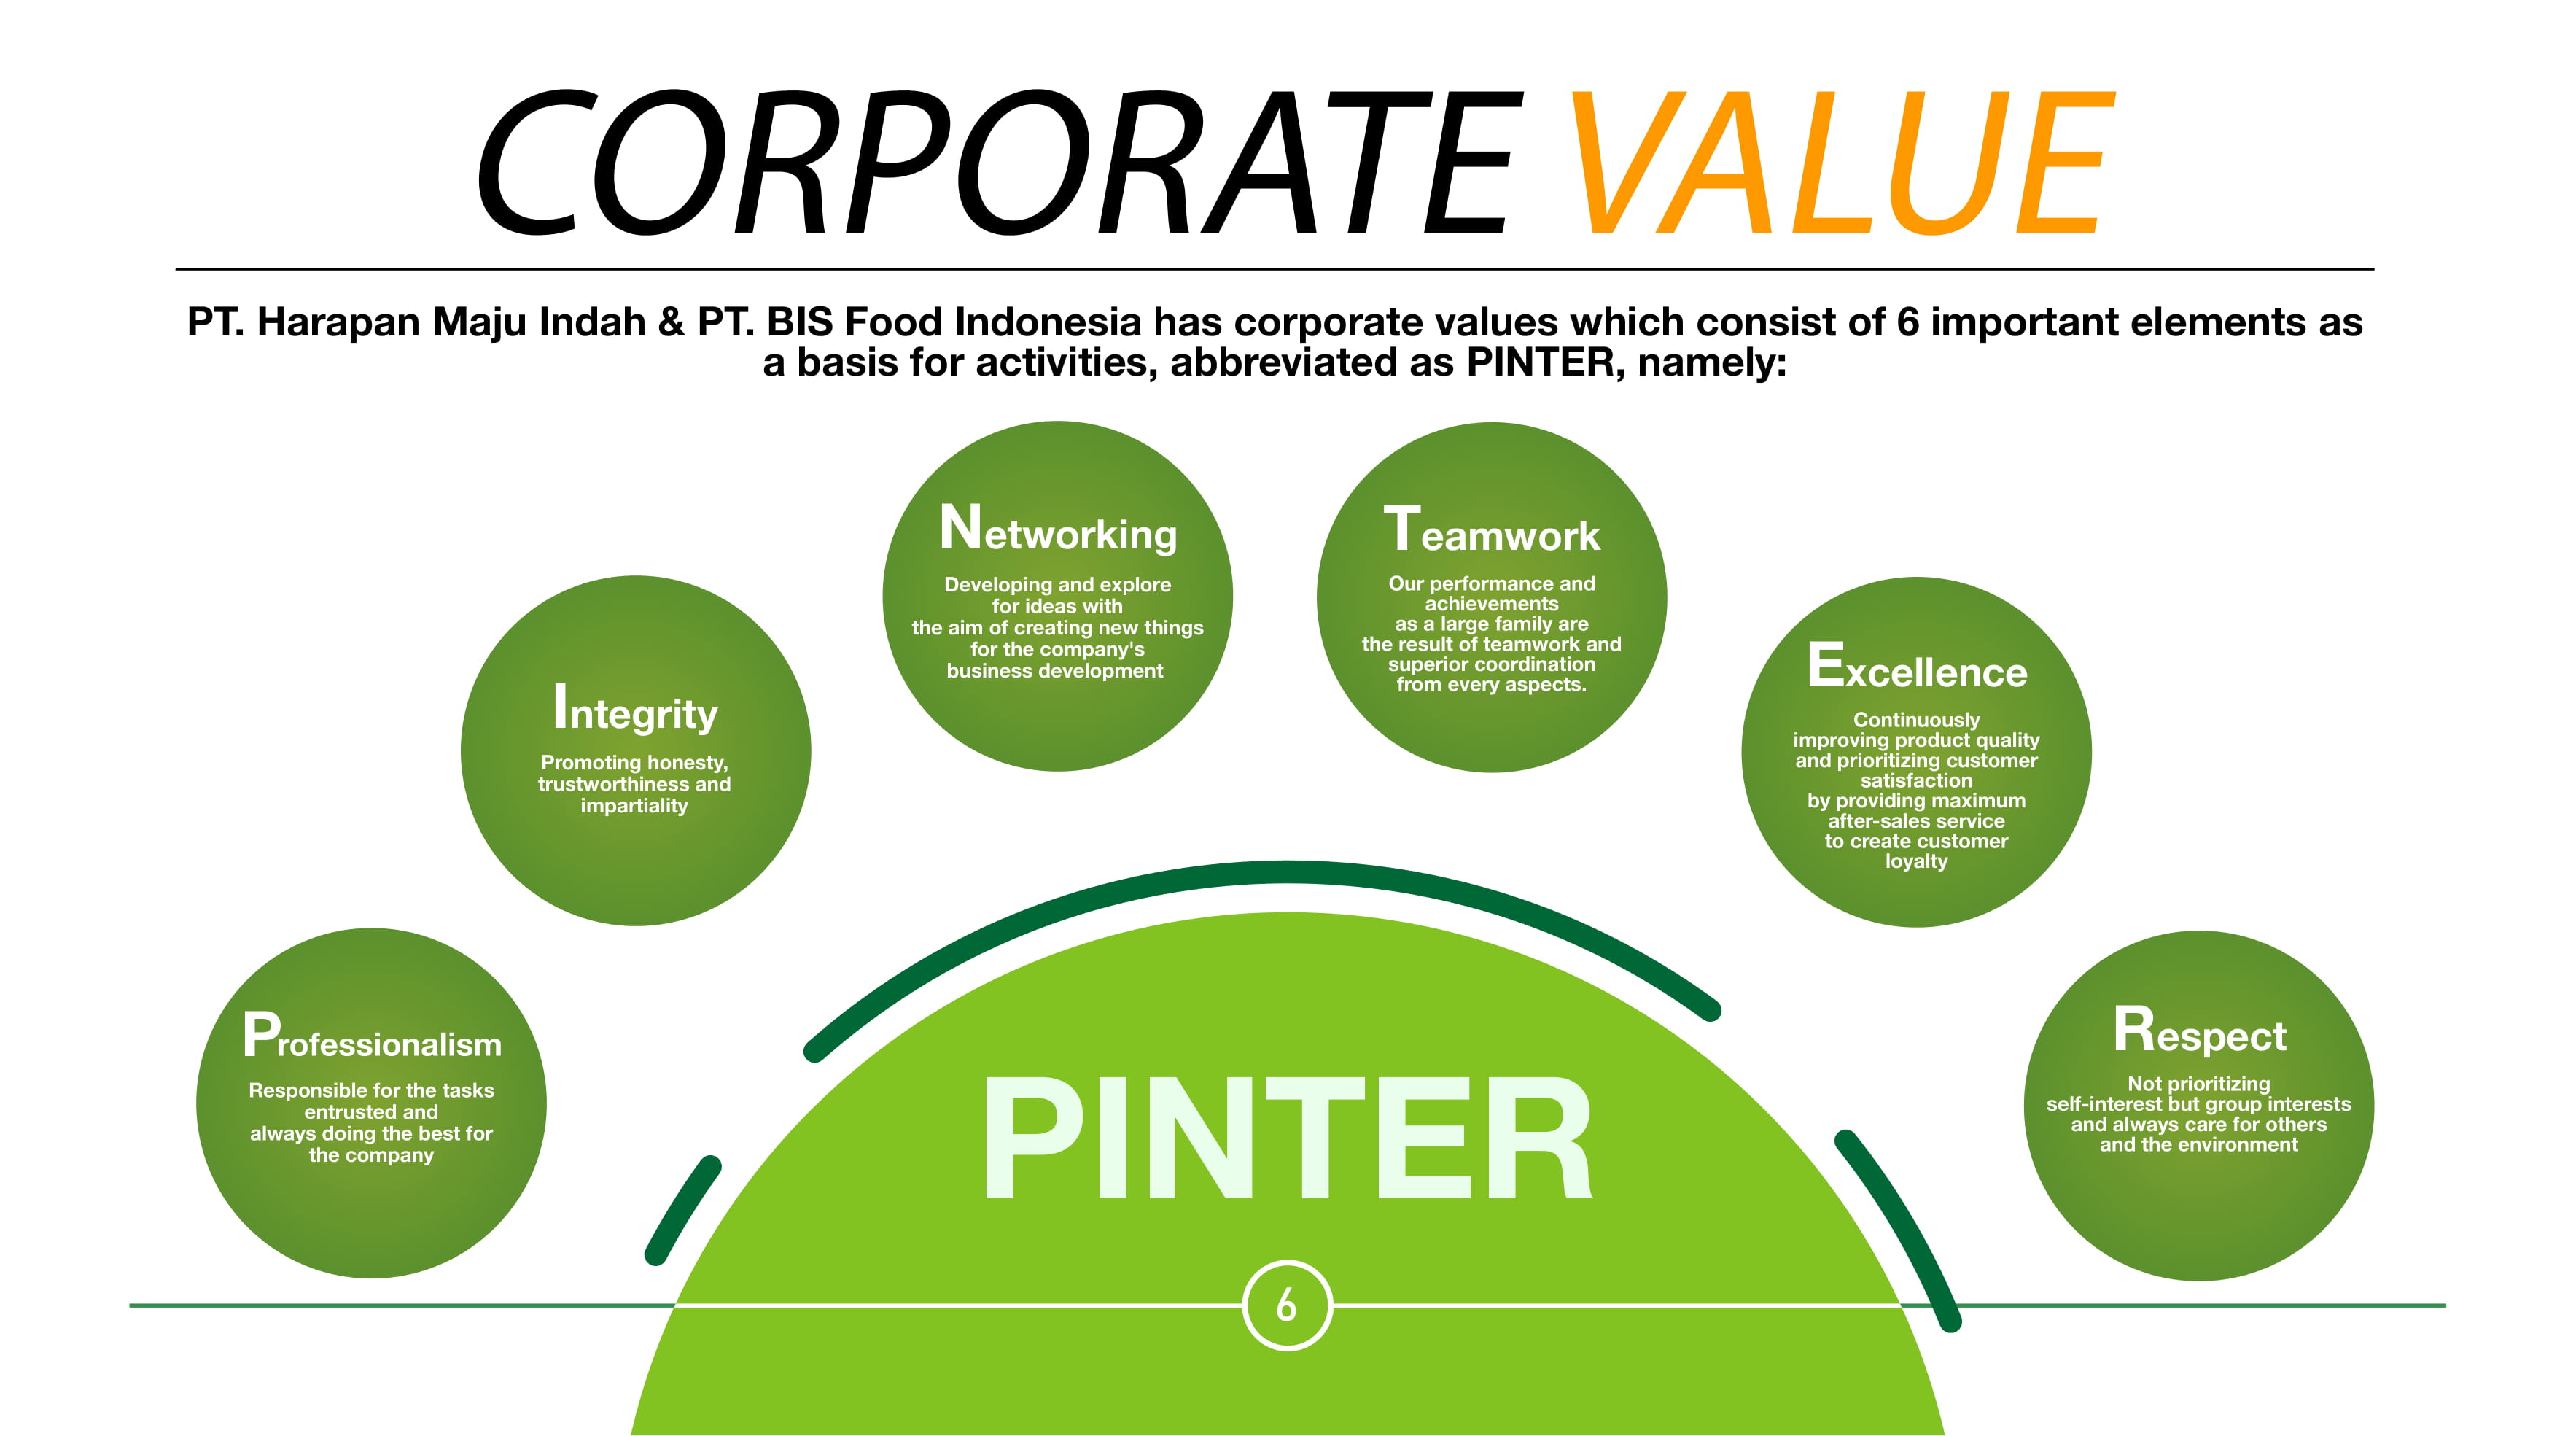 CORPORATE VALUE
PT. Harapan Maju Indah & PT. BIS Food Indonesia has corporate values which consist of 6 important elements as
a basis for activities, abbreviated as PINTER, namely:
Professionalism
Responsible for the tasks
entrusted and
always doing the best for
the company
Integrity
Promoting honesty,
trustworthiness and
impartiality
Networking
Developing and explore
for ideas with
the aim of creating new things
for the company's
business development
Teamwork
Our performance and
achievements
as a large family are
the result of teamwork and
superior coordination
from every aspects.
Excellence
Continuously
improving product quality
and prioritizing customer
satisfaction
by providing maximum
after-sales service
to create customer
loyalty
Respect
Not prioritizing
self-interest but group interests
and always care for others
and the environment
PINTER
6